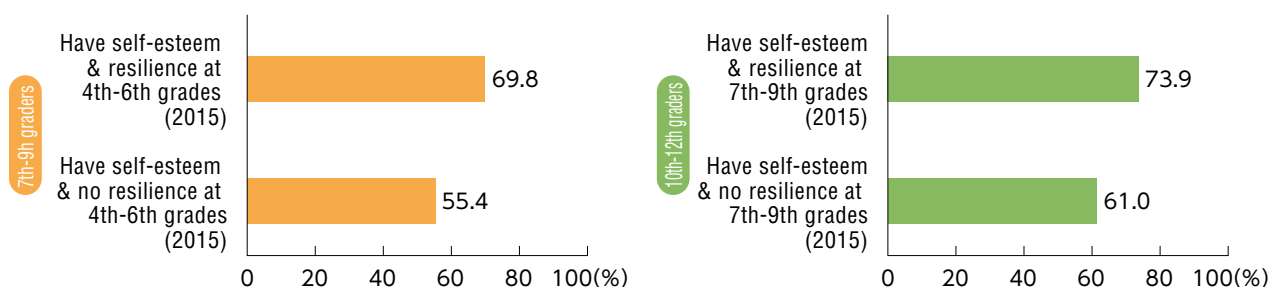 7th-9h graders
Have self-esteem
& resilience at
4th-6th grades
(2015)
69.8
Have self-esteem
& no resilience at
4th-6th grades
(2015)
55.4
0 20 40 60 80 100(%)
10th-12th graders
Have self-esteem
& resilience at
7th-9th grades
(2015)
73.9
Have self-esteem
& no resilience at
7th-9th grades
(2015)
61.0
0 20 40 60 80 100(%)